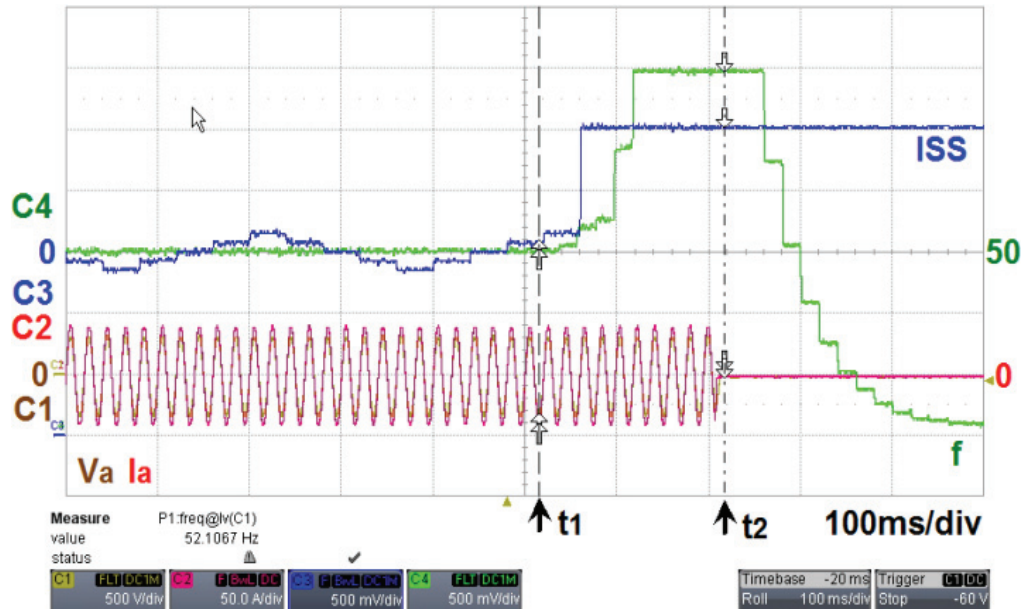 ISS
C4
0
50
C3
C2
0
C2
0
C1
C3
Va Ia
f
t1
t2
100ms/div
Measure P1:freq@lv(C1)
value 52.1067 Hz
status
C1 FLT DC1M
500 V/div
C2 F BwL DC
50.0 A/div
C3 F BwL DC1M
500 mV/div
C4 FLT DC1M
500 mV/div
Timebase -20 ms
Roll 100 ms/div
Trigger C1 DC
Stop -60 V